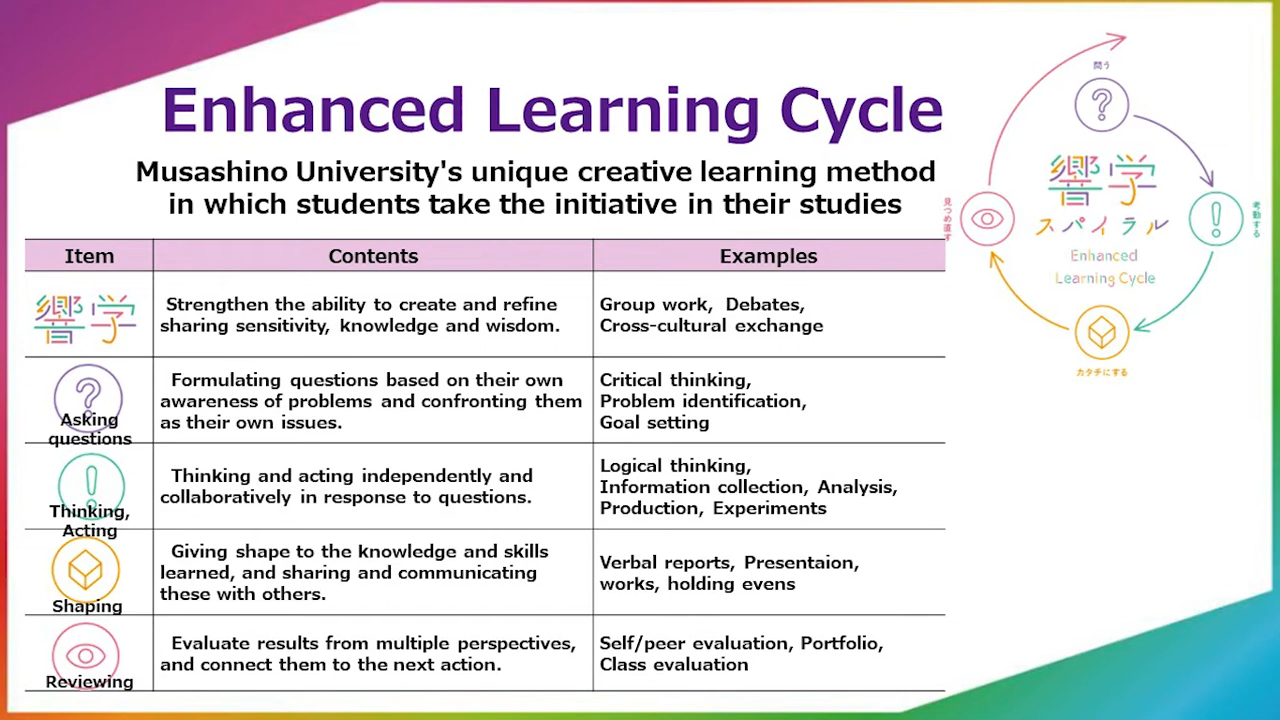 Enhanced Learning Cycle
Musashino University's unique creative learning method
in which students take the initiative in their studies
問う
響学
スパイラル
Enhanced
Learning Cycle
見つめ直す
考動する
カタチにする
Item
Contents
Examples
響学
Strengthen the ability to create and refine
sharing sensitivity, knowledge and wisdom.
Group work, Debates,
Cross-cultural exchange
Asking
questions
Formulating questions based on their own
awareness of problems and confronting them
as their own issues.
Critical thinking,
Problem identification,
Goal setting
Thinking,
Acting
Thinking and acting independently and
collaboratively in response to questions.
Logical thinking,
Information collection, Analysis,
Production, Experiments
Shaping
Giving shape to the knowledge and skills
learned, and sharing and communicating
these with others.
Verbal reports, Presentaion,
works, holding evens
Reviewing
Evaluate results from multiple perspectives,
and connect them to the next action.
Self/peer evaluation, Portfolio,
Class evaluation